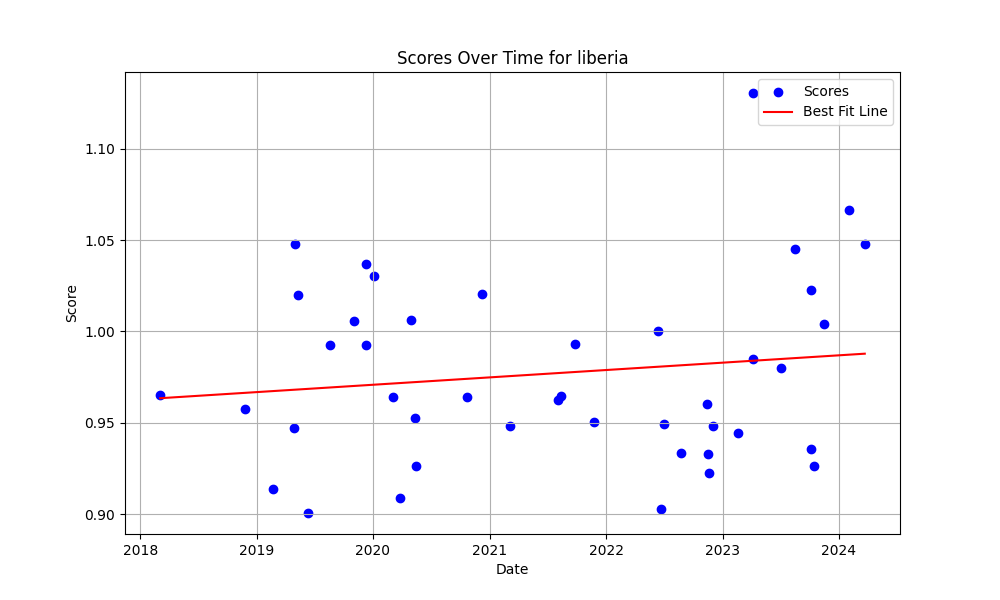 Scores Over Time for liberia
Scores
Best Fit Line
Score
1.10
1.05
1.00
0.95
0.90
2018 2019 2020 2021 2022 2023 2024
Date